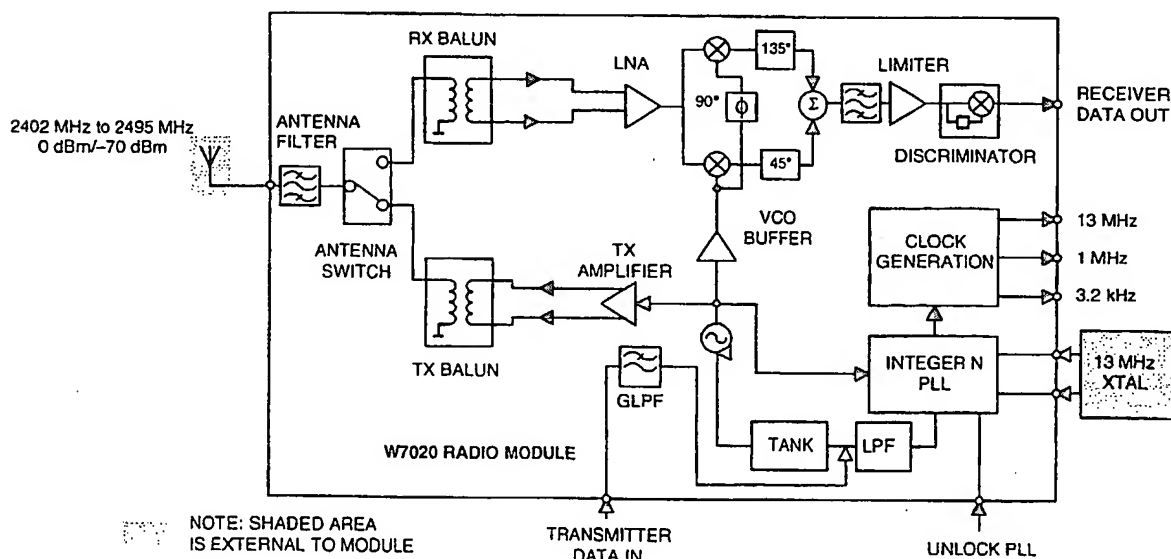 RX BALUN
LNA
135°
90°
ϕ
Σ
45°
LIMITER
DISCRIMINATOR
RECEIVER
DATA OUT
2402 MHz to 2495 MHz
0 dBm/–70 dBm
ANTENNA
FILTER
ANTENNA
SWITCH
TX
AMPLIFIER
TX BALUN
VCO
BUFFER
CLOCK
GENERATION
13 MHz
1 MHz
3.2 kHz
INTEGER N
PLL
13 MHz
XTAL
GLPF
TANK
LPF
W7020 RADIO MODULE
NOTE: SHADED AREA
IS EXTERNAL TO MODULE
TRANSMITTER
DATA IN
UNLOCK PLL